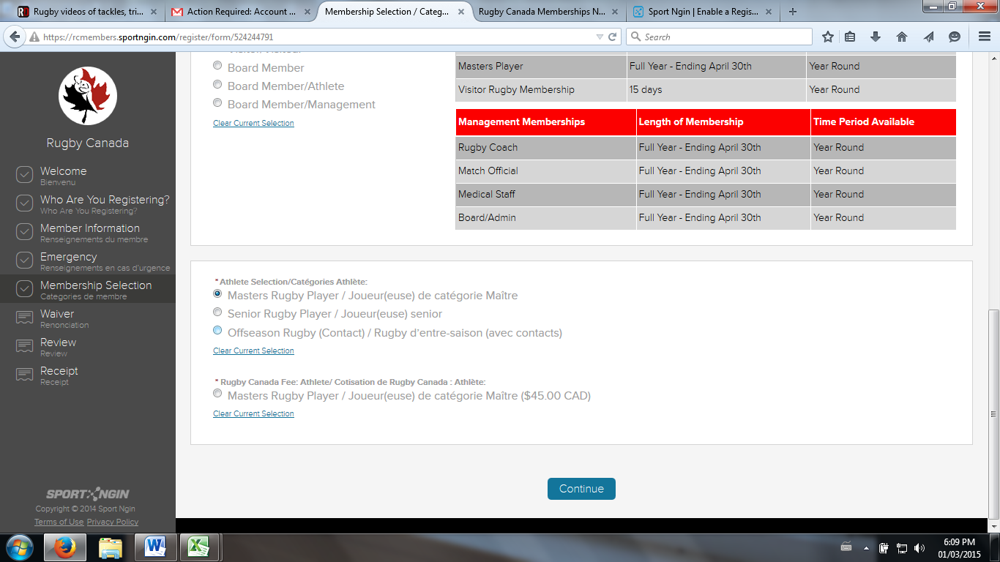 Rugby videos of tackles, tri...
Action Required: Account ...
Membership Selection / Categ...
Rugby Canada Memberships N...
Sport Ngin | Enable a Regis...
https://rcmembers.sportngin.com/register/form/524244791
Search
Rugby Canada
Welcome
Bienvenu
Who Are You Registering?
Who Are You Registering?
Member Information
Renseignements du membre
Emergency
Renseignements en cas d'urgence
Membership Selection
Categories de membre
Waiver
Renonciation
Review
Review
Receipt
Receipt
SPORT NGIN
Copyright © 2014 Sport Ngin
Terms of Use Privacy Policy
Board Member
Board Member/Athlete
Board Member/Management
Clear Current Selection
Masters Player Full Year - Ending April 30th Year Round
Visitor Rugby Membership 15 days Year Round
Management Memberships Length of Membership Time Period Available
Rugby Coach Full Year - Ending April 30th Year Round
Match Official Full Year - Ending April 30th Year Round
Medical Staff Full Year - Ending April 30th Year Round
Board/Admin Full Year - Ending April 30th Year Round
* Athlete Selection/Catégories Athlète:
Masters Rugby Player / Joueur(euse) de catégorie Maître
Senior Rugby Player / Joueur(euse) senior
Offseason Rugby (Contact) / Rugby d'entre-saison (avec contacts)
Clear Current Selection
* Rugby Canada Fee: Athlete/ Cotisation de Rugby Canada : Athlète:
Masters Rugby Player / Joueur(euse) de catégorie Maître ($45.00 CAD)
Clear Current Selection
Continue
6:09 PM
01/03/2015